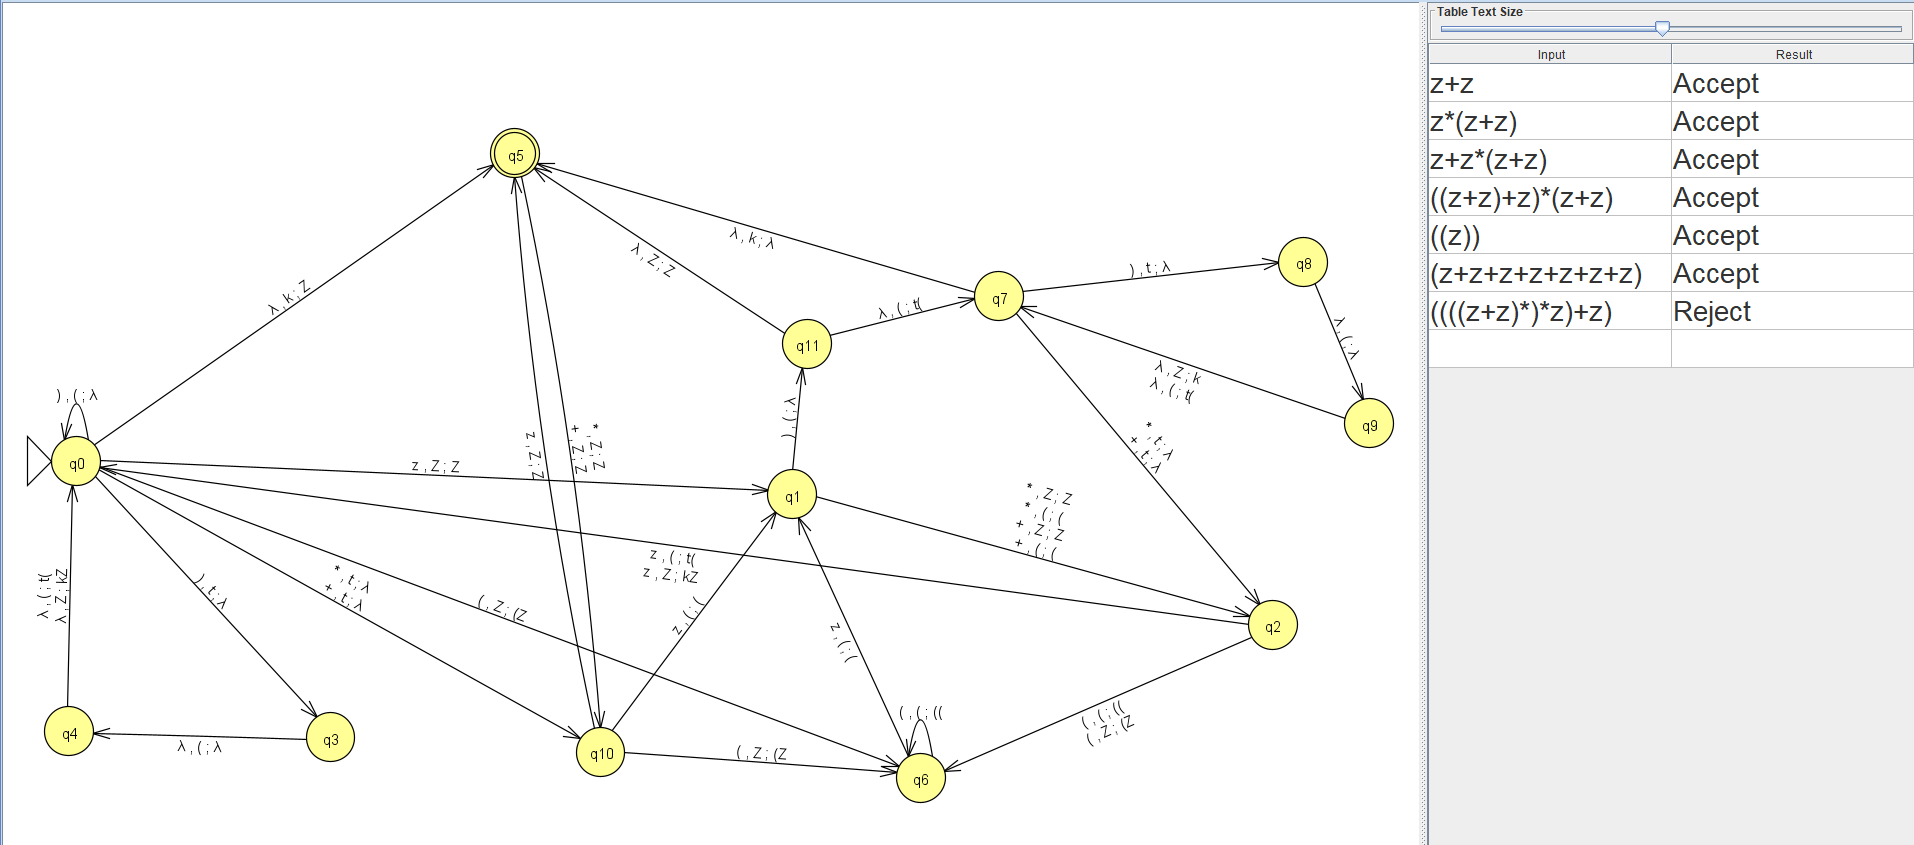 Table Text Size
Input Result
z+z Accept
z*(z+z) Accept
z+z*(z+z) Accept
((z+z)+z)*(z+z) Accept
((z)) Accept
(z+z+z+z+z+z+z) Accept
((((z+z)*)*z)+z) Reject
q5
λ , k ; Z
λ , Z ; Z
λ , k ; λ
) , t ; λ
q8
q7
λ , ( ; t(
q11
λ , ( ; λ
λ , Z ; k
λ , ( ; t(
q9
) , ( ; λ
q0
z , Z ; Z
z , Z ; Z
* , Z ; Z
+ , Z ; Z
λ , ( ; (
* , t ; λ
+ , t ; λ
q1
* , Z ; Z
* , ( ; (
+ , Z ; Z
+ , ( ; (
z , ( ; t(
z , Z ; kZ
λ , ( ; t(
λ , Z ; kZ
) , t ; λ
* , t ; λ
+ , t ; λ
( , Z ; (Z
z , ( ; (
z , ( ; (
q2
( , ( ; ((
( , Z ; (Z
( , ( ; ((
q4
λ , ( ; λ
q3
q10
( , Z ; (Z
q6